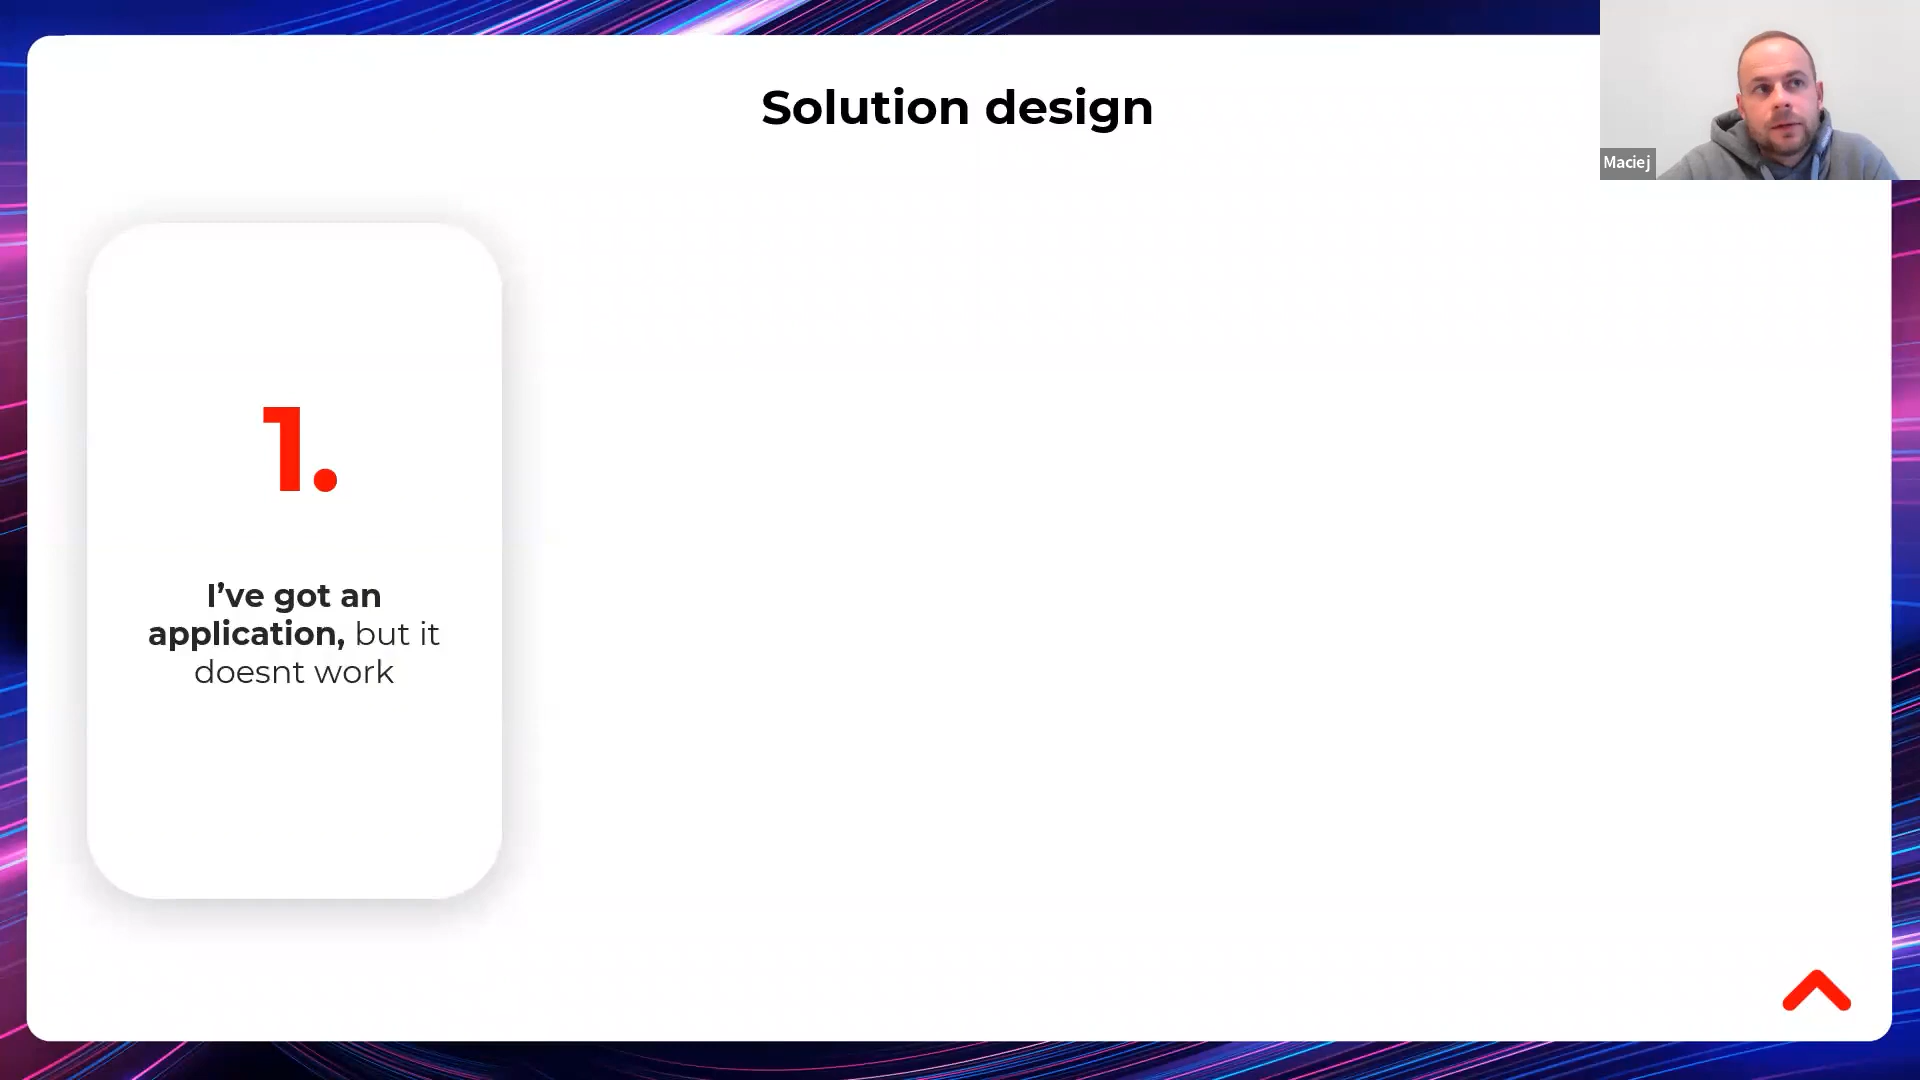 Solution design
Maciej
1.
I’ve got an
application, but it
doesnt work